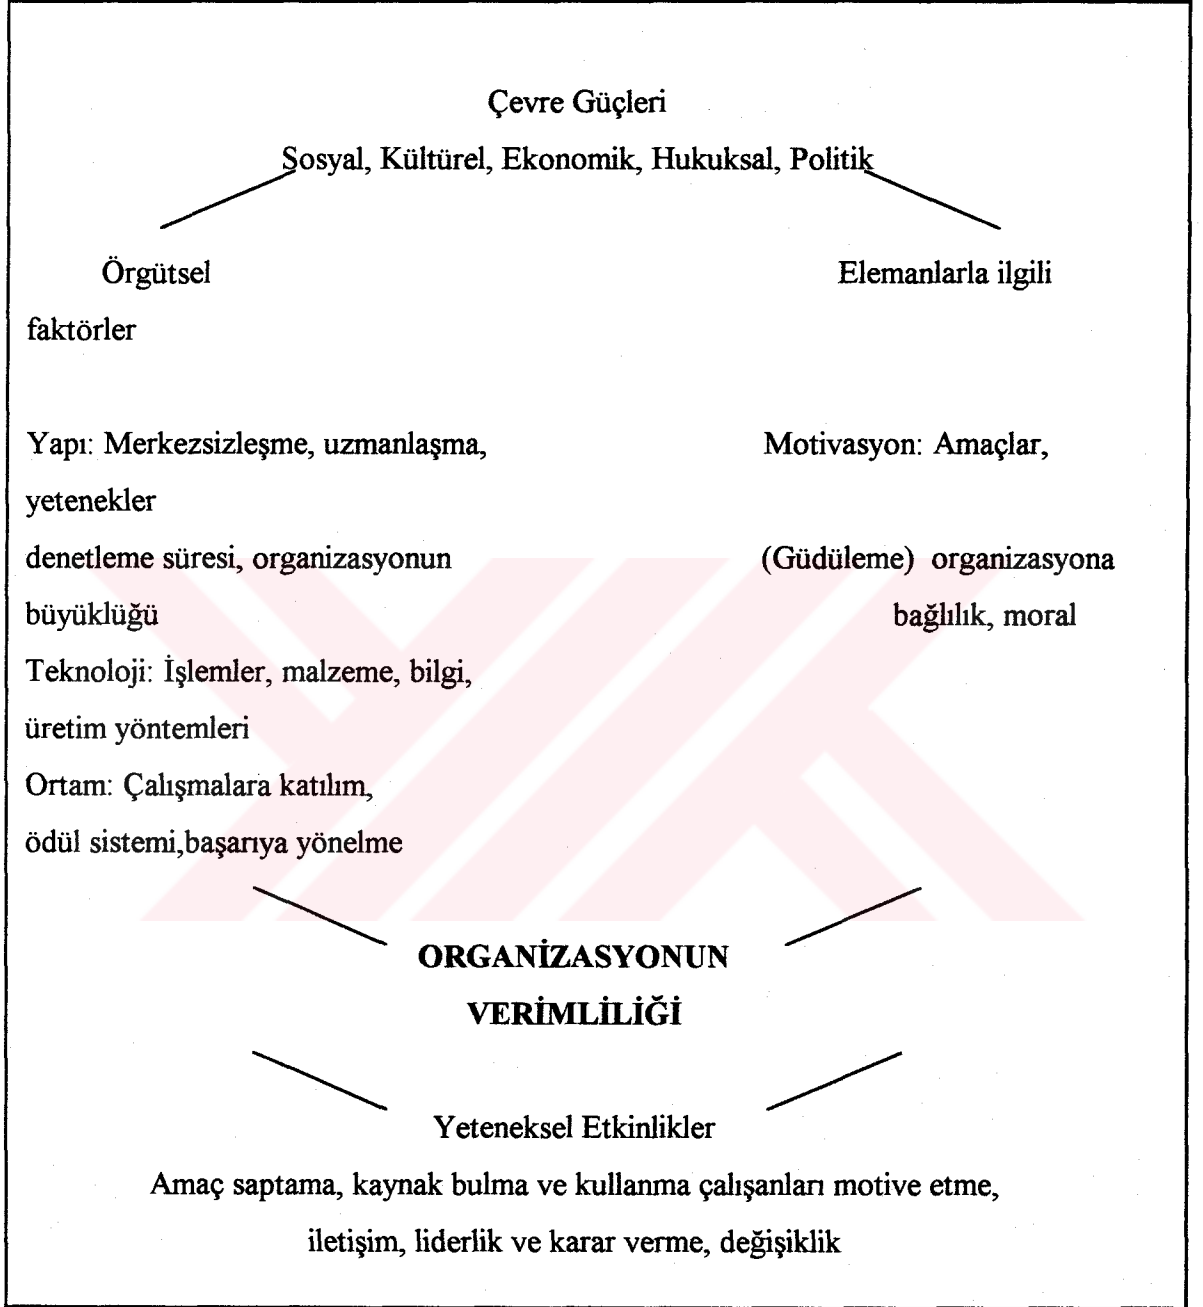 Çevre Güçleri
Sosyal, Kültürel, Ekonomik, Hukuksal, Politik
Örgütsel Elemanlarla ilgili
faktörler
Yapı: Merkezsizleşme, uzmanlaşma, Motivasyon: Amaçlar,
yetenekler
denetleme süresi, organizasyonun (Güdüleme) organizasyona
büyüklüğü bağlılık, moral
Teknoloji: İşlemler, malzeme, bilgi,
üretim yöntemleri
Ortam: Çalışmalara katılım,
ödül sistemi,başarıya yönelme
ORGANİZASYONUN
VERİMLİLİĞİ
Yeteneksel Etkinlikler
Amaç saptama, kaynak bulma ve kullanma çalışanları motive etme,
iletişim, liderlik ve karar verme, değişiklik